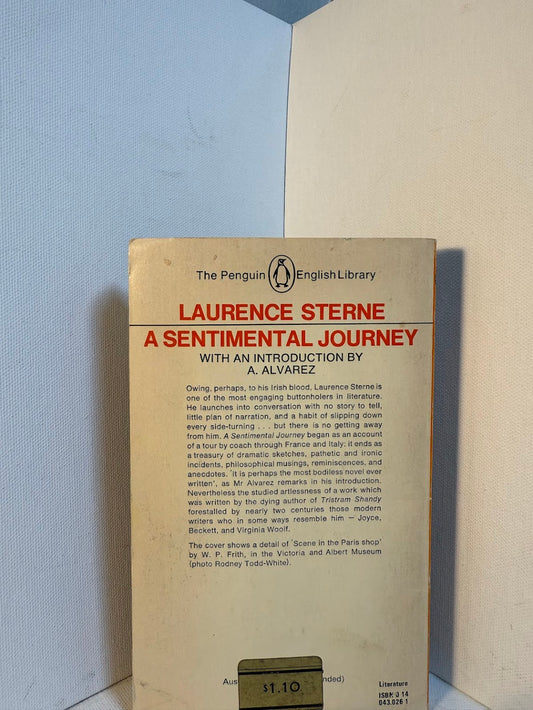 The Penguin English Library
LAURENCE STERNE
A SENTIMENTAL JOURNEY
WITH AN INTRODUCTION BY
A. ALVAREZ
Owing, perhaps, to his Irish blood, Laurence Sterne is
one of the most engaging buttonholers in literature.
He launches into conversation with no story to tell,
little plan of narration, and a habit of slipping down
every side-turning . . . but there is no getting away
from him. A Sentimental Journey began as an account
of a tour by coach through France and Italy: it ends as
a treasury of dramatic sketches, pathetic and ironic
incidents, philosophical musings, reminiscences, and
anecdotes. 'it is perhaps the most bodiless novel ever
written', as Mr Alvarez remarks in his introduction.
Nevertheless the studied artlessness of a work which
was written by the dying author of Tristram Shandy
forestalled by nearly two centuries those modern
writers who in some ways resemble him – Joyce,
Beckett, and Virginia Woolf.
The cover shows a detail of 'Scene in the Paris shop'
by W. P. Frith, in the Victoria and Albert Museum
(photo Rodney Todd-White).
$1.10
Aus
nded)
Literature
ISBN 0 14
043.026 1